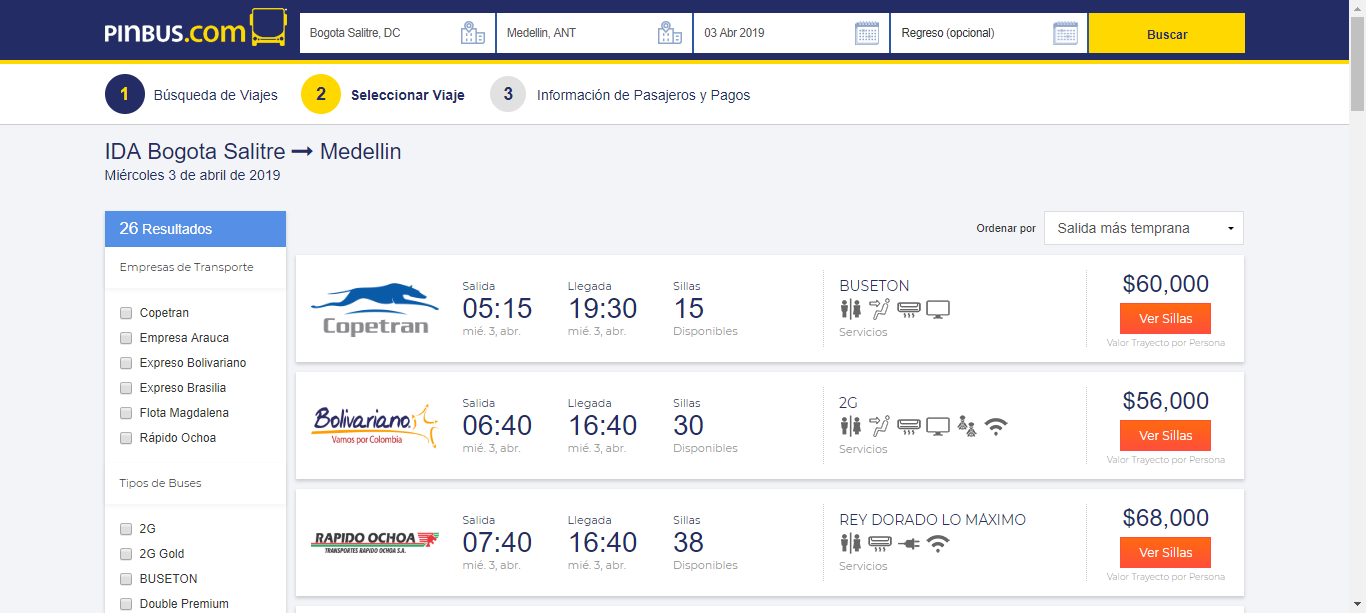 PINBUS.com
Bogota Salitre, DC
Medellin, ANT
03 Abr 2019
Regreso (opcional)
Buscar
1 Búsqueda de Viajes
2 Seleccionar Viaje
3 Información de Pasajeros y Pagos
IDA Bogota Salitre Medellin
Miércoles 3 de abril de 2019
26 Resultados
Empresas de Transporte
Copetran
Empresa Arauca
Expreso Bolivariano
Expreso Brasilia
Flota Magdalena
Rápido Ochoa
Tipos de Buses
2G
2G Gold
BUSETON
Double Premium
Ordenar por Salida más temprana
Copetran
Salida
05:15
mié. 3, abr.
Llegada
19:30
mié. 3, abr.
Sillas
15
Disponibles
BUSETON
Servicios
$60,000
Ver Sillas
Valor Trayecto por Persona
Bolivariano
Vamos por Colombia
Salida
06:40
mié. 3, abr.
Llegada
16:40
mié. 3, abr.
Sillas
30
Disponibles
2G
Servicios
$56,000
Ver Sillas
Valor Trayecto por Persona
RAPIDO OCHOA
TRANSPORTES RAPIDO OCHOA S.A.
Salida
07:40
mié. 3, abr.
Llegada
16:40
mié. 3, abr.
Sillas
38
Disponibles
REY DORADO LO MÁXIMO
Servicios
$68,000
Ver Sillas
Valor Trayecto por Persona